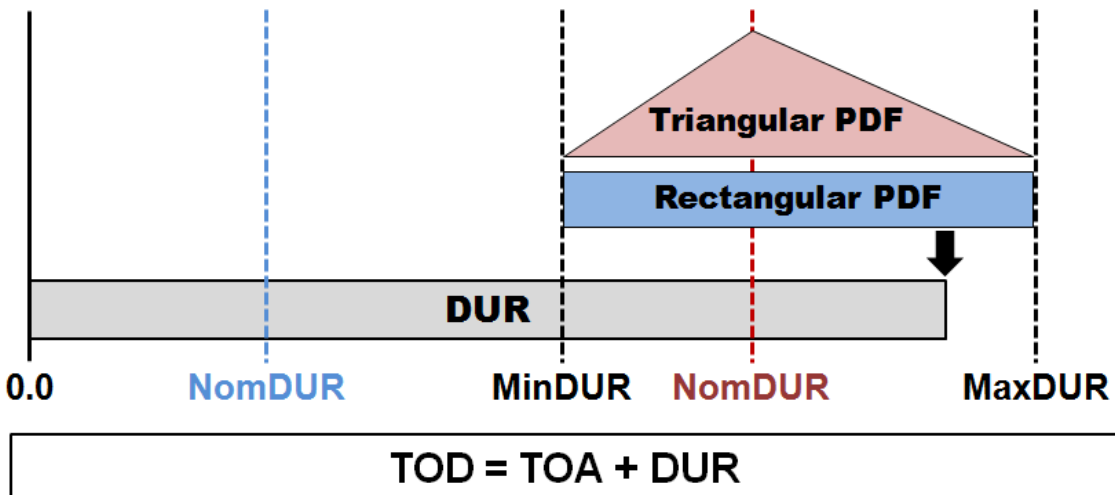 Triangular PDF
Rectangular PDF
DUR
0.0 NomDUR MinDUR NomDUR MaxDUR
TOD = TOA + DUR